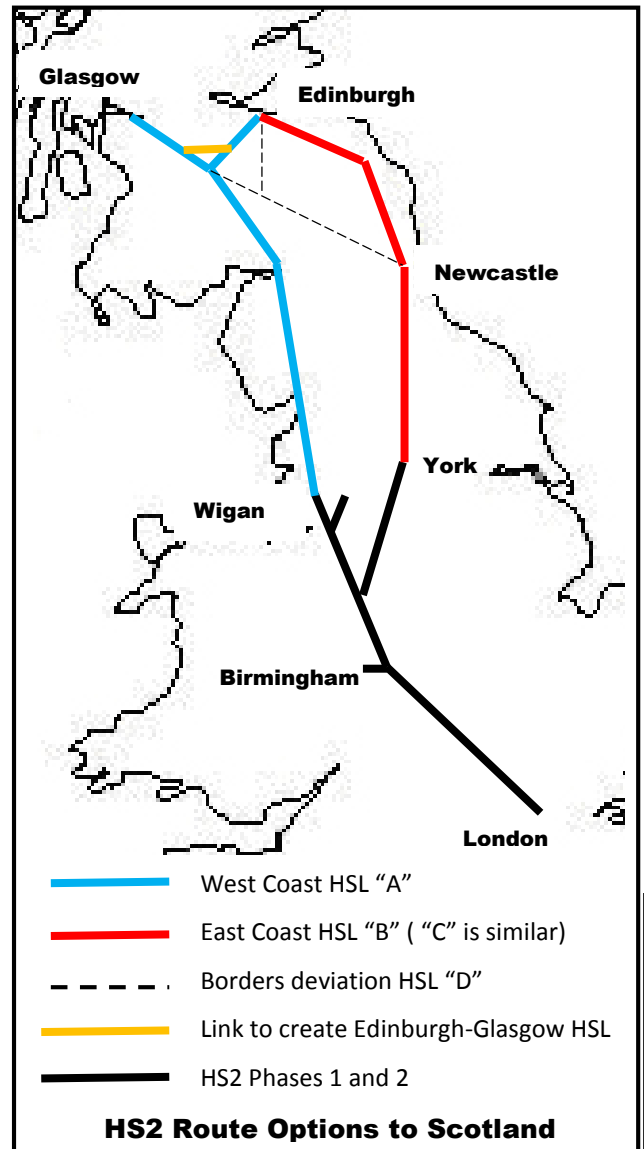 Glasgow
Edinburgh
Newcastle
York
Wigan
Birmingham
London
West Coast HSL “A”
East Coast HSL “B” ( “C” is similar)
Borders deviation HSL “D”
Link to create Edinburgh-Glasgow HSL
HS2 Phases 1 and 2
HS2 Route Options to Scotland